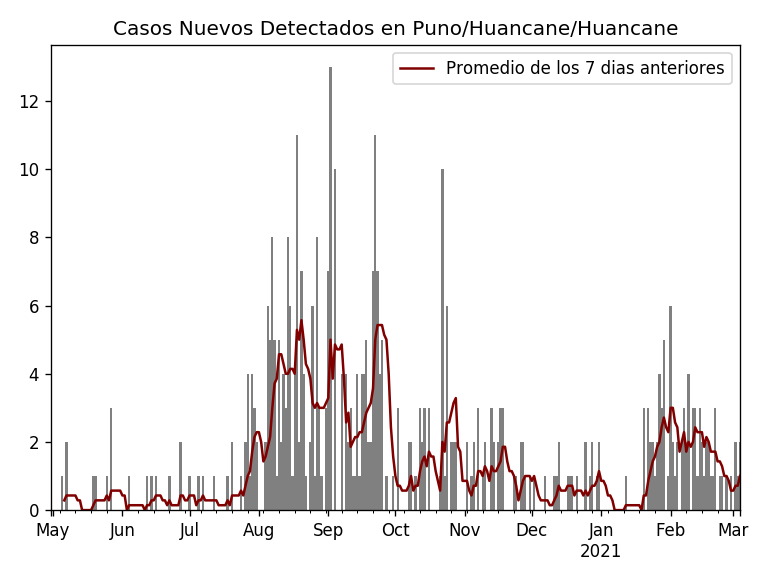 Casos Nuevos Detectados en Puno/Huancane/Huancane
Promedio de los 7 dias anteriores
12
10
8
6
4
2
0
May Jun Jul Aug Sep Oct Nov Dec Jan Feb Mar
2021